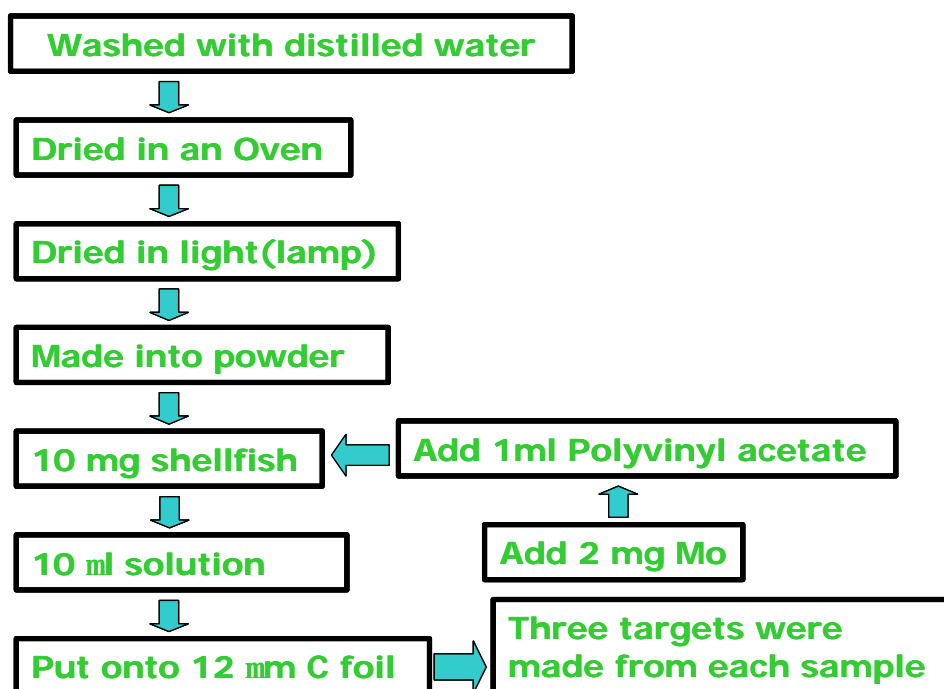 Washed with distilled water
Dried in an Oven
Dried in light(lamp)
Made into powder
10 mg shellfish
Add 1ml Polyvinyl acetate
10 ml solution
Add 2 mg Mo
Put onto 12 mm C foil
Three targets were
made from each sample